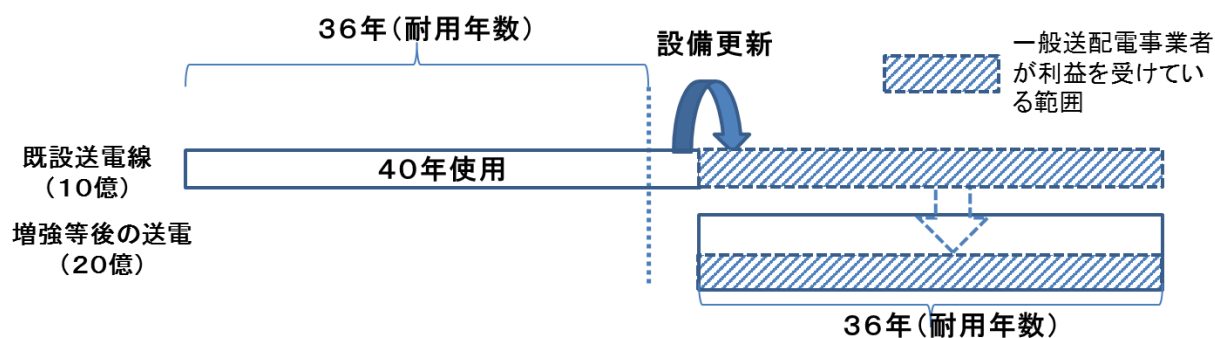 36年(耐用年数)
設備更新
一般送配電事業者
が利益を受けてい
る範囲
既設送電線
(10億)
40年使用
増強等後の送電
(20億)
36年(耐用年数)